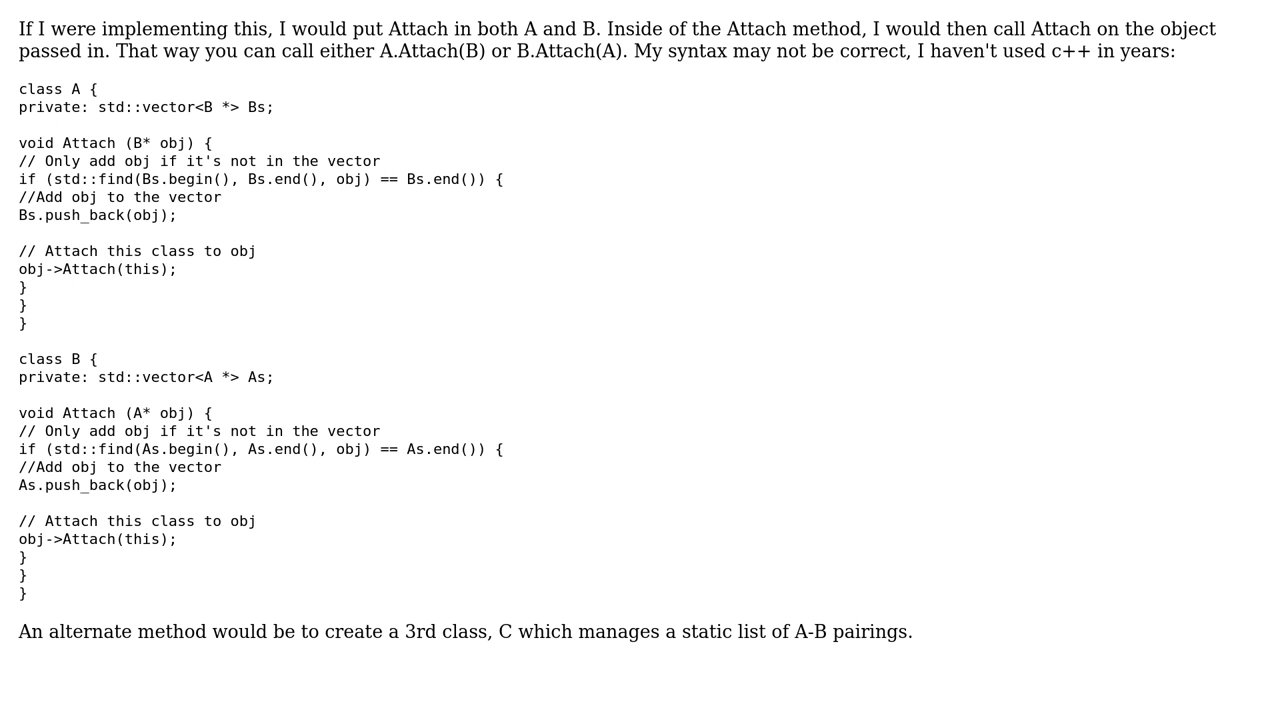 If I were implementing this, I would put Attach in both A and B. Inside of the Attach method, I would then call Attach on the object
passed in. That way you can call either A.Attach(B) or B.Attach(A). My syntax may not be correct, I haven't used c++ in years:
class A {
private: std::vector<B *> Bs;
void Attach (B* obj) {
// Only add obj if it's not in the vector
if (std::find(Bs.begin(), Bs.end(), obj) == Bs.end()) {
//Add obj to the vector
Bs.push_back(obj);
// Attach this class to obj
obj->Attach(this);
}
}
}
class B {
private: std::vector<A *> As;
void Attach (A* obj) {
// Only add obj if it's not in the vector
if (std::find(As.begin(), As.end(), obj) == As.end()) {
//Add obj to the vector
As.push_back(obj);
// Attach this class to obj
obj->Attach(this);
}
}
}
An alternate method would be to create a 3rd class, C which manages a static list of A-B pairings.